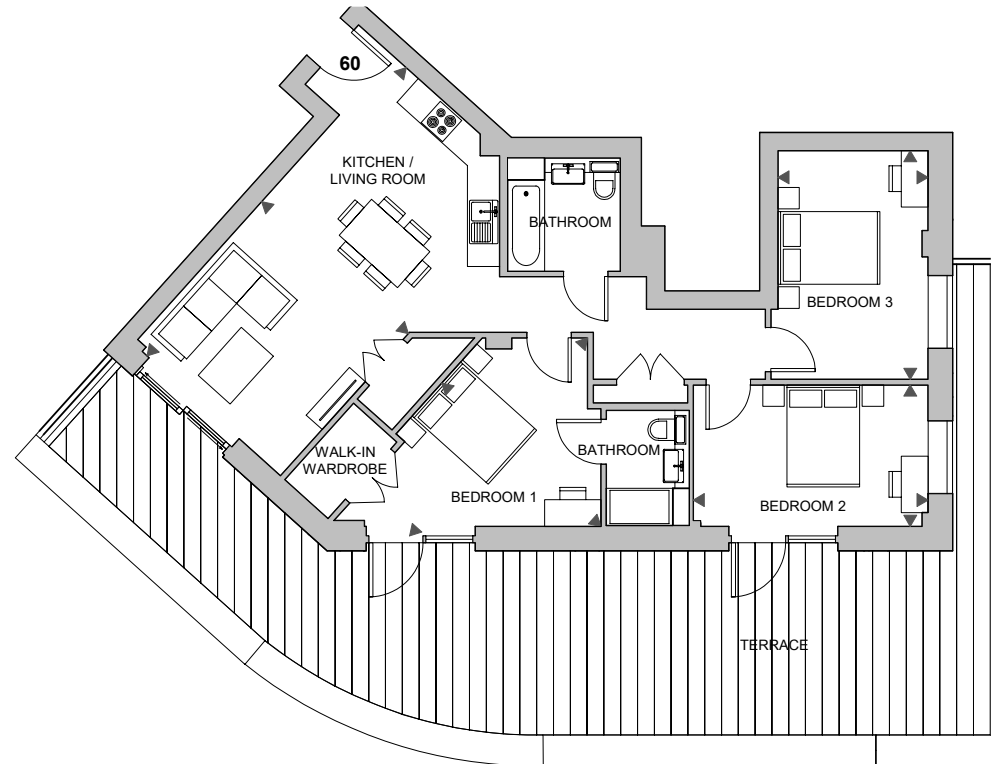 60
KITCHEN /
LIVING ROOM
BATHROOM
BEDROOM 3
WALK-IN
WARDROBE
BATHROOM
BEDROOM 1
BEDROOM 2
TERRACE